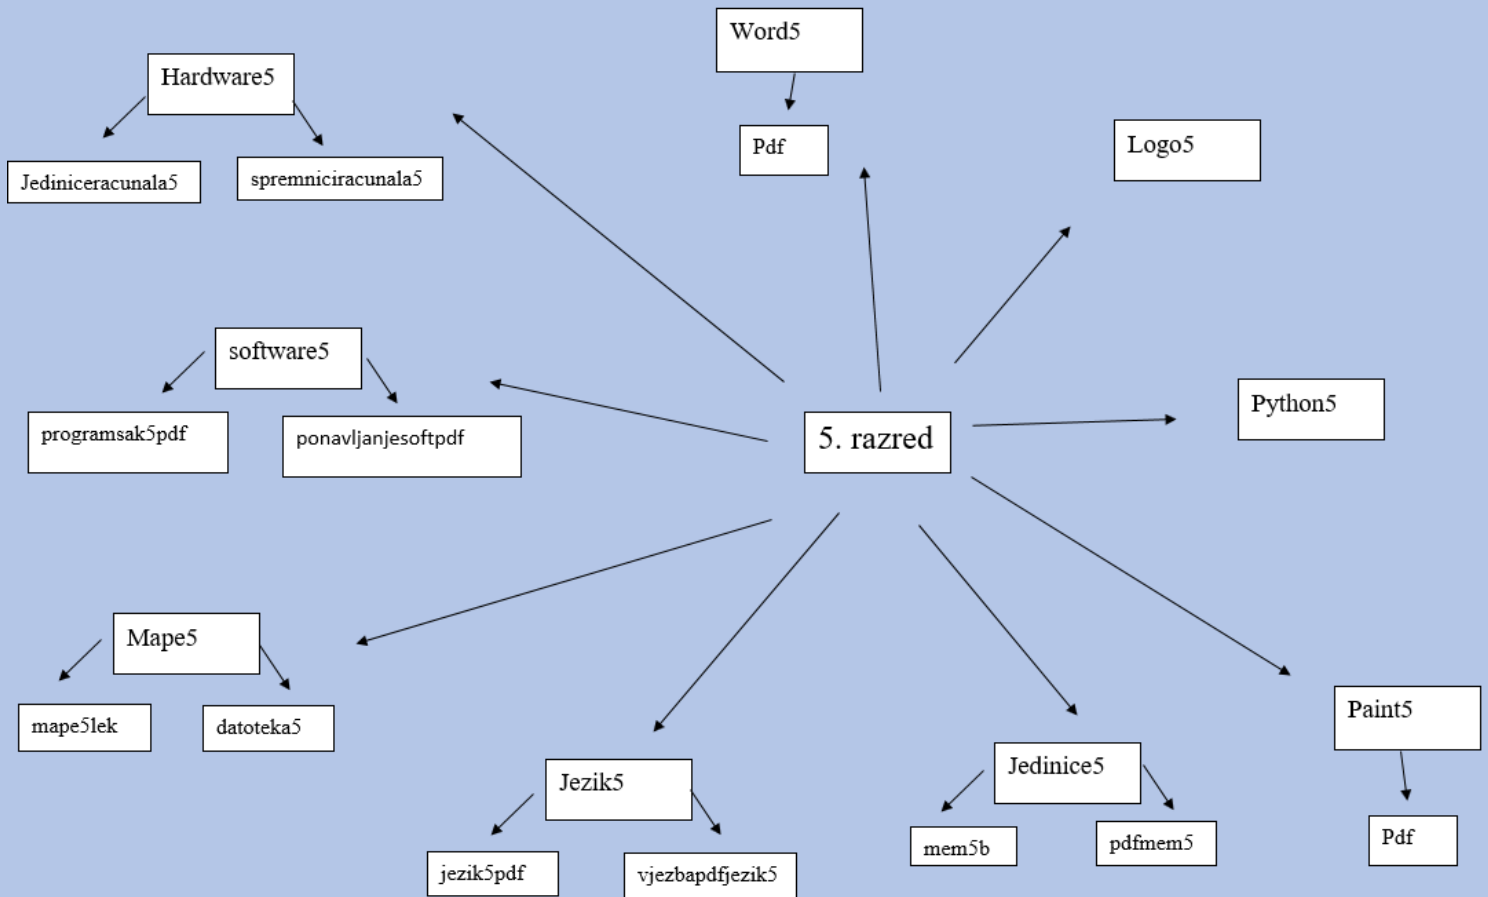 Word5
Hardware5
Pdf
Logo5
Jediniceracunala5
spremniciracunala5
software5
Python5
programsak5pdf
ponavljanjesoftpdf
5. razred
Mape5
mape5lek
datoteka5
Paint5
Jezik5
Jedinice5
Pdf
mem5b
pdfmem5
jezik5pdf
vjezbapdfjezik5